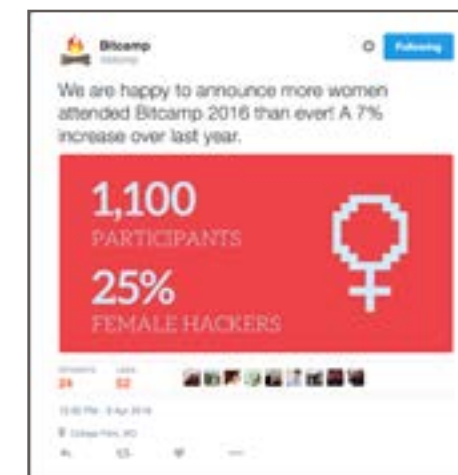 Bitcamp
Following
We are happy to announce more women
attended Bitcamp 2016 than ever! A 7%
increase over last year.
1,100
PARTICIPANTS
25%
FEMALE HACKERS
LIKES
24 52